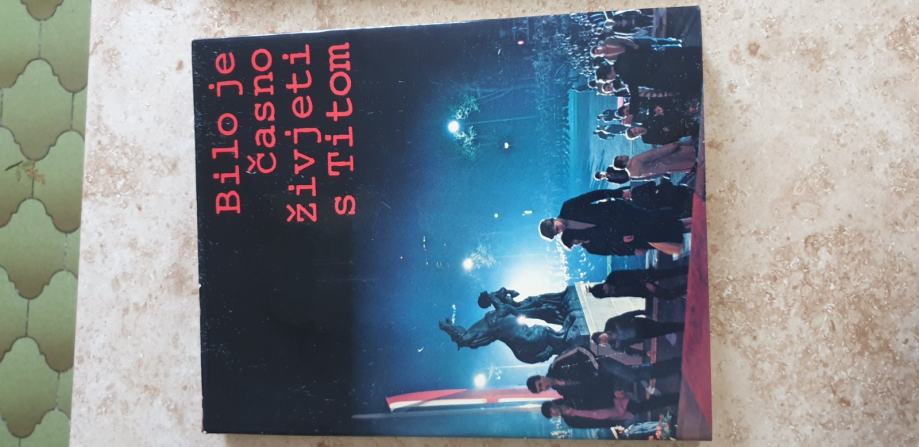 Bilo je
časno
živjeti
s Titom